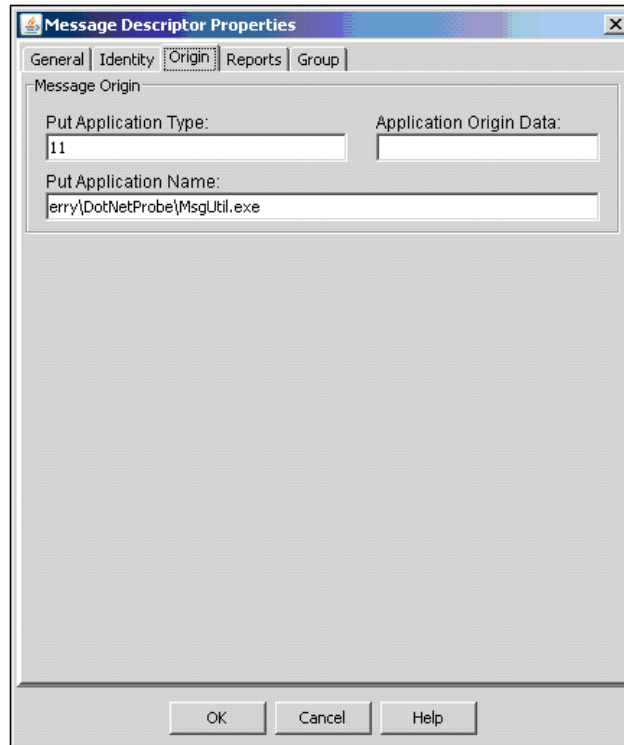 Message Descriptor Properties
General Identity Origin Reports Group
Message Origin
Put Application Type: Application Origin Data:
11
Put Application Name:
erry\DotNetProbe\MsgUtil.exe
OK Cancel Help